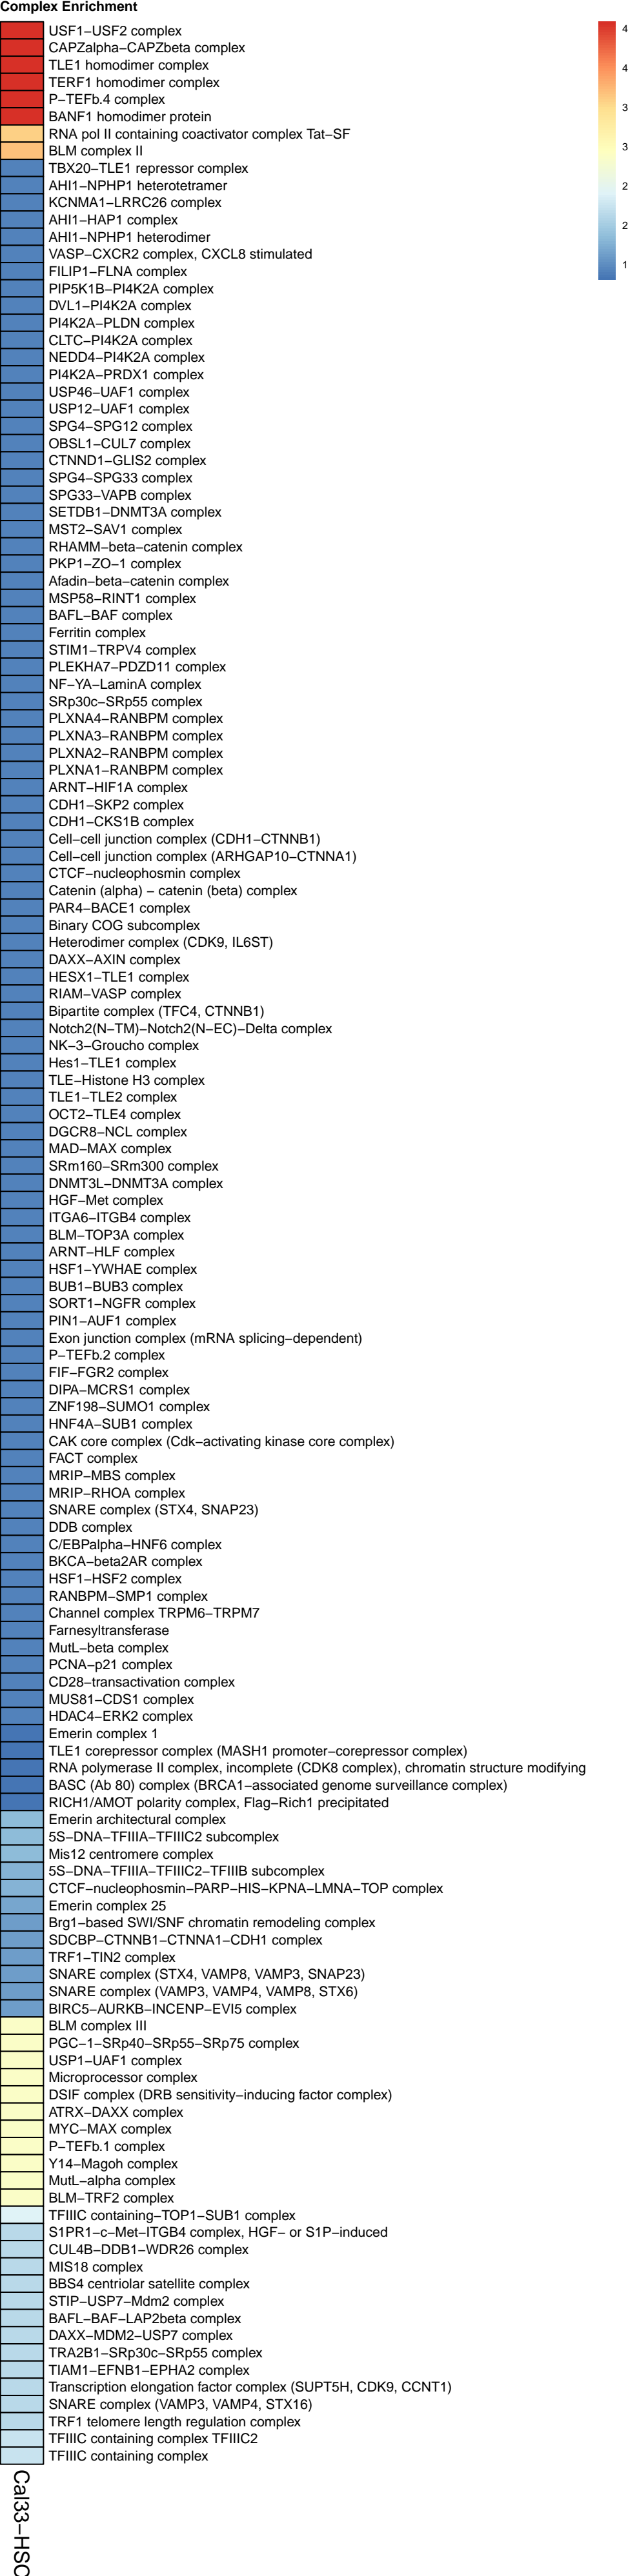 Complex Enrichment
USF1−USF2 complex
CAPZalpha−CAPZbeta complex
TLE1 homodimer complex
TERF1 homodimer complex
P−TEFb.4 complex
BANF1 homodimer protein
RNA pol II containing coactivator complex Tat−SF
BLM complex II
TBX20−TLE1 repressor complex
AHI1−NPHP1 heterotetramer
KCNMA1−LRRC26 complex
AHI1−HAP1 complex
AHI1−NPHP1 heterodimer
VASP−CXCR2 complex, CXCL8 stimulated
FILIP1−FLNA complex
PIP5K1B−PI4K2A complex
DVL1−PI4K2A complex
PI4K2A−PLDN complex
CLTC−PI4K2A complex
NEDD4−PI4K2A complex
PI4K2A−PRDX1 complex
USP46−UAF1 complex
USP12−UAF1 complex
SPG4−SPG12 complex
OBSL1−CUL7 complex
CTNND1−GLIS2 complex
SPG4−SPG33 complex
SPG33−VAPB complex
SETDB1−DNMT3A complex
MST2−SAV1 complex
RHAMM−beta−catenin complex
PKP1−ZO−1 complex
Afadin−beta−catenin complex
MSP58−RINT1 complex
BAFL−BAF complex
Ferritin complex
STIM1−TRPV4 complex
PLEKHA7−PDZD11 complex
NF−YA−LaminA complex
SRp30c−SRp55 complex
PLXNA4−RANBPM complex
PLXNA3−RANBPM complex
PLXNA2−RANBPM complex
PLXNA1−RANBPM complex
ARNT−HIF1A complex
CDH1−SKP2 complex
CDH1−CKS1B complex
Cell−cell junction complex (CDH1−CTNNB1)
Cell−cell junction complex (ARHGAP10−CTNNA1)
CTCF−nucleophosmin complex
Catenin (alpha) − catenin (beta) complex
PAR4−BACE1 complex
Binary COG subcomplex
Heterodimer complex (CDK9, IL6ST)
DAXX−AXIN complex
HESX1−TLE1 complex
RIAM−VASP complex
Bipartite complex (TFC4, CTNNB1)
Notch2(N−TM)−Notch2(N−EC)−Delta complex
NK−3−Groucho complex
Hes1−TLE1 complex
TLE−Histone H3 complex
TLE1−TLE2 complex
OCT2−TLE4 complex
DGCR8−NCL complex
MAD−MAX complex
SRm160−SRm300 complex
DNMT3L−DNMT3A complex
HGF−Met complex
ITGA6−ITGB4 complex
BLM−TOP3A complex
ARNT−HLF complex
HSF1−YWHAE complex
BUB1−BUB3 complex
SORT1−NGFR complex
PIN1−AUF1 complex
Exon junction complex (mRNA splicing−dependent)
P−TEFb.2 complex
FIF−FGR2 complex
DIPA−MCRS1 complex
ZNF198−SUMO1 complex
HNF4A−SUB1 complex
CAK core complex (Cdk−activating kinase core complex)
FACT complex
MRIP−MBS complex
MRIP−RHOA complex
SNARE complex (STX4, SNAP23)
DDB complex
C/EBPalpha−HNF6 complex
BKCA−beta2AR complex
HSF1−HSF2 complex
RANBPM−SMP1 complex
Channel complex TRPM6−TRPM7
Farnesyltransferase
MutL−beta complex
PCNA−p21 complex
CD28−transactivation complex
MUS81−CDS1 complex
HDAC4−ERK2 complex
Emerin complex 1
TLE1 corepressor complex (MASH1 promoter−corepressor complex)
RNA polymerase II complex, incomplete (CDK8 complex), chromatin structure modifying
BASC (Ab 80) complex (BRCA1−associated genome surveillance complex)
RICH1/AMOT polarity complex, Flag−Rich1 precipitated
Emerin architectural complex
5S−DNA−TFIIIA−TFIIIC2 subcomplex
Mis12 centromere complex
5S−DNA−TFIIIA−TFIIIC2−TFIIIB subcomplex
CTCF−nucleophosmin−PARP−HIS−KPNA−LMNA−TOP complex
Emerin complex 25
Brg1−based SWI/SNF chromatin remodeling complex
SDCBP−CTNNB1−CTNNA1−CDH1 complex
TRF1−TIN2 complex
SNARE complex (STX4, VAMP8, VAMP3, SNAP23)
SNARE complex (VAMP3, VAMP4, VAMP8, STX6)
BIRC5−AURKB−INCENP−EVI5 complex
BLM complex III
PGC−1−SRp40−SRp55−SRp75 complex
USP1−UAF1 complex
Microprocessor complex
DSIF complex (DRB sensitivity−inducing factor complex)
ATRX−DAXX complex
MYC−MAX complex
P−TEFb.1 complex
Y14−Magoh complex
MutL−alpha complex
BLM−TRF2 complex
TFIIIC containing−TOP1−SUB1 complex
S1PR1−c−Met−ITGB4 complex, HGF− or S1P−induced
CUL4B−DDB1−WDR26 complex
MIS18 complex
BBS4 centriolar satellite complex
STIP−USP7−Mdm2 complex
BAFL−BAF−LAP2beta complex
DAXX−MDM2−USP7 complex
TRA2B1−SRp30c−SRp55 complex
TIAM1−EFNB1−EPHA2 complex
Transcription elongation factor complex (SUPT5H, CDK9, CCNT1)
SNARE complex (VAMP3, VAMP4, STX16)
TRF1 telomere length regulation complex
TFIIIC containing complex TFIIIC2
TFIIIC containing complex
Cal33−HSC
4
4
3
3
2
2
1